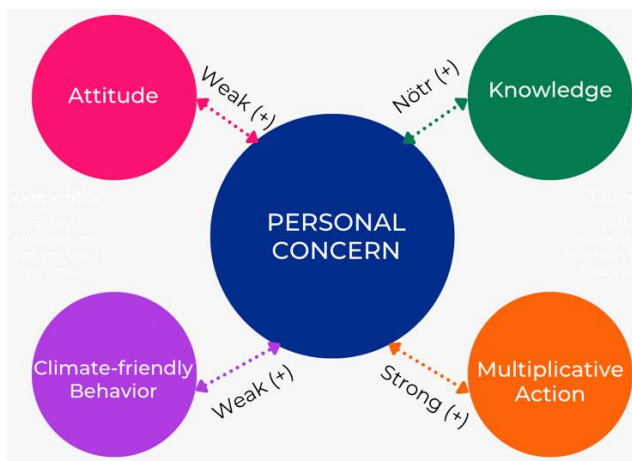 Attitude
Weak (+)
Nötr (+)
Knowledge
PERSONAL
CONCERN
Climate-friendly
Behavior
Weak (+)
Strong (+)
Multiplicative
Action